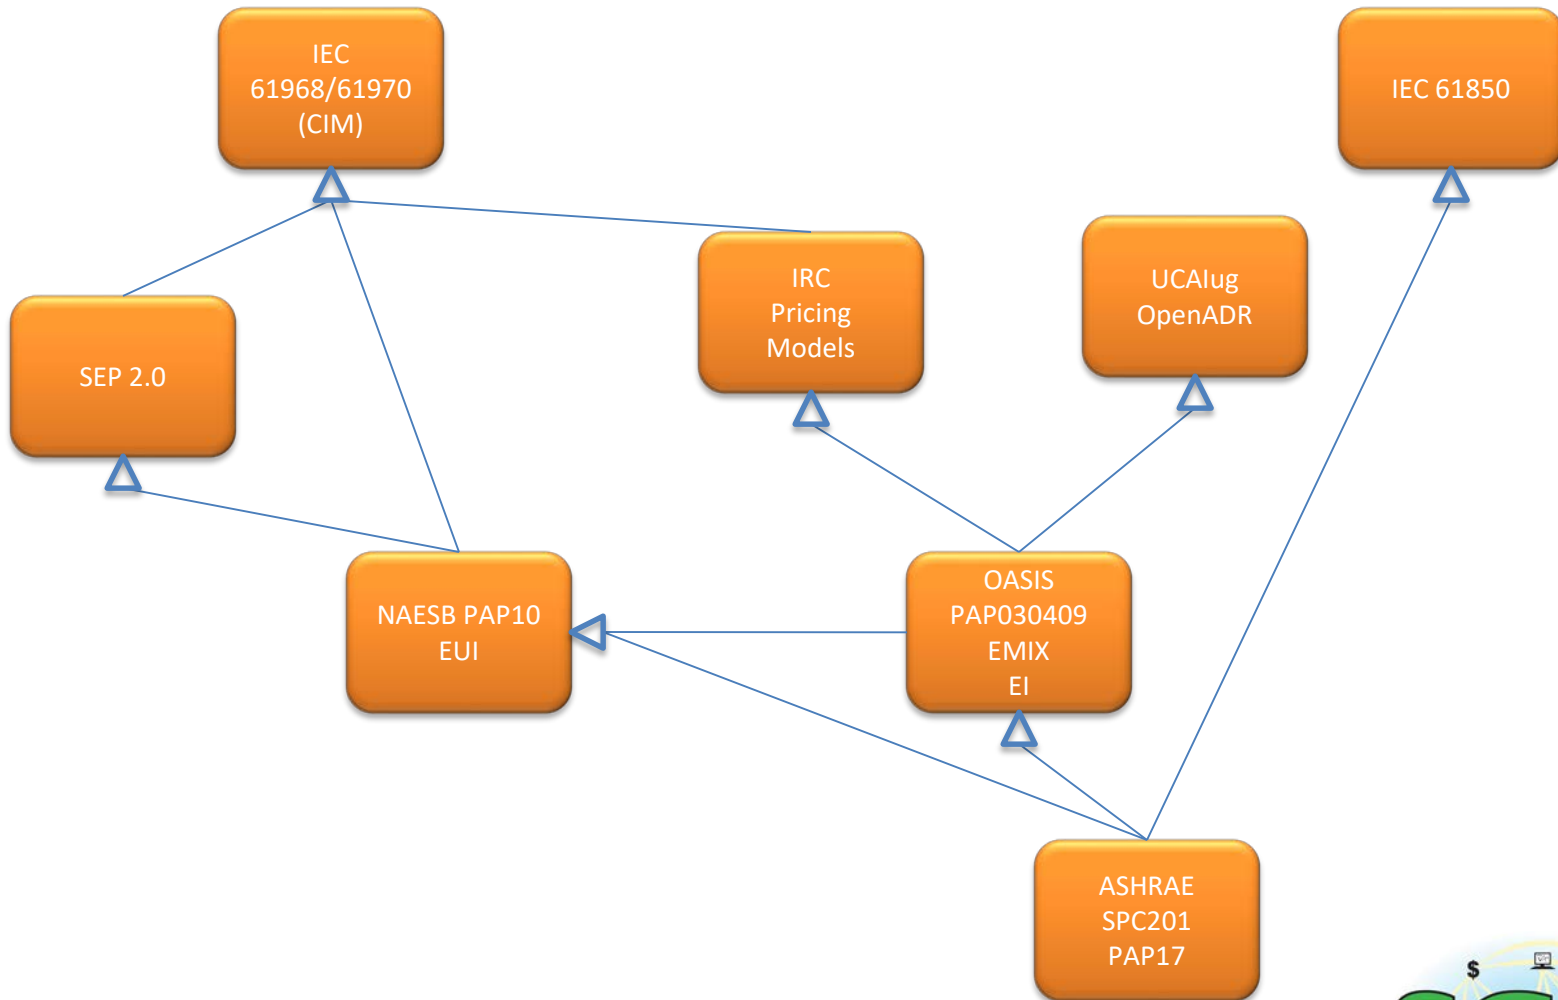 IEC
61968/61970
(CIM)
IEC 61850
UCAIug
OpenADR
IRC
Pricing
Models
SEP 2.0
NAESB PAP10
EUI
OASIS
PAP030409
EMIX
EI
ASHRAE
SPC201
PAP17
$